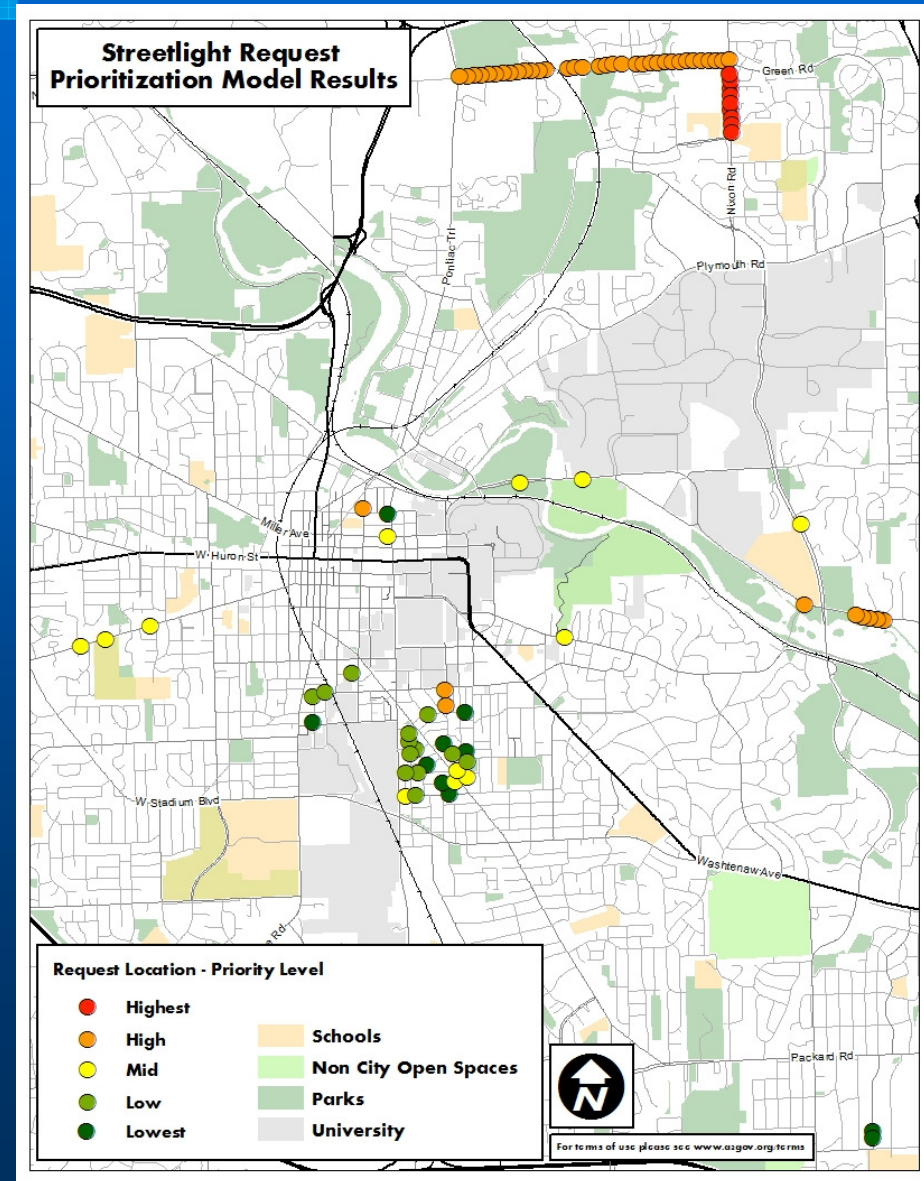 Streetlight Request
Prioritization Model Results
Green Rd
Nixon Rd
Pontiac Trl
Plymouth Rd
Miller Ave
W Huron St
W Stadium Blvd
Washtenaw Ave
Rd
Packard Rd
Request Location - Priority Level
Highest
High
Mid
Low
Lowest
Schools
Non City Open Spaces
Parks
University
N
For terms of use please see www.a2gov.org/terms